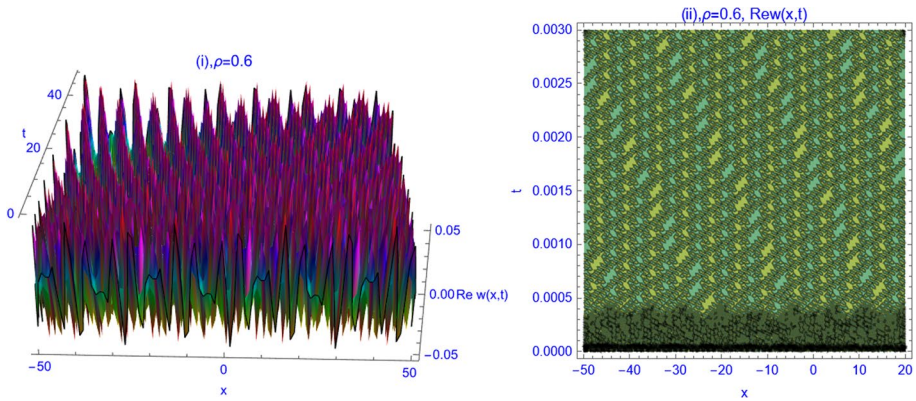 (i),ρ=0.6
40
t
20
0
0.05
0.00
Re w(x,t)
−0.05
−50
0
50
x
(ii),ρ=0.6, Rew(x,t)
0.0030
0.0025
0.0020
t
0.0015
0.0010
0.0005
0.0000
−50 −40 −30 −20 −10 0 10 20
x